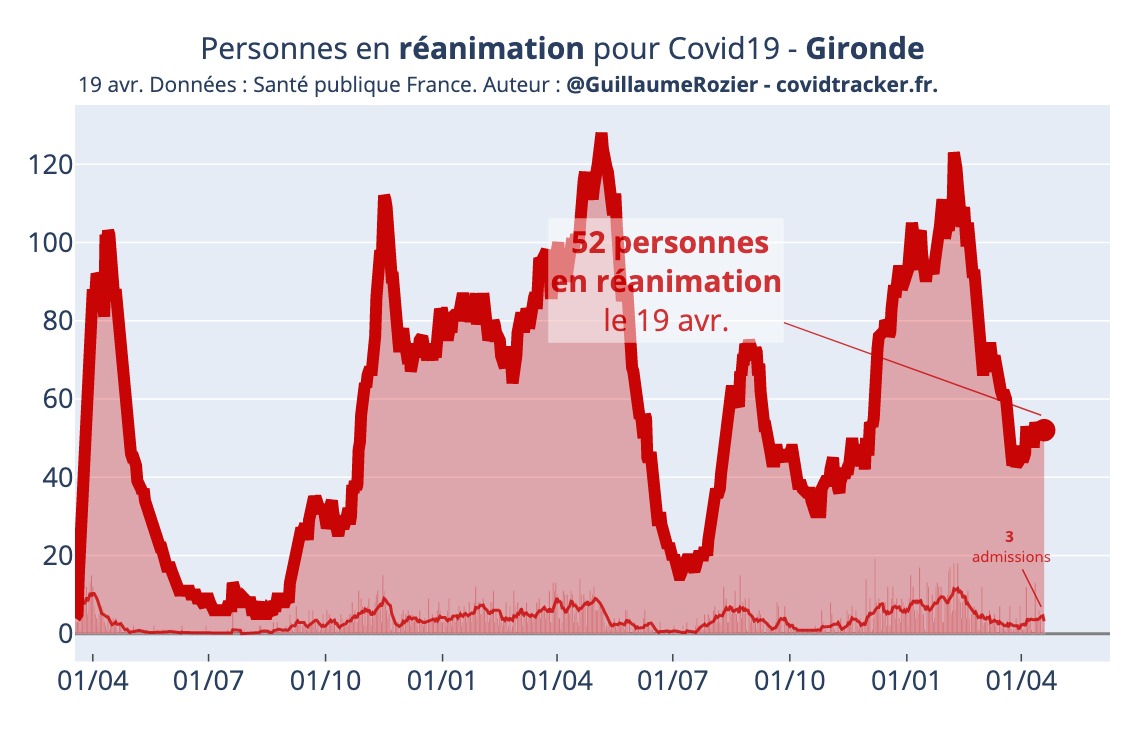 Personnes en réanimation pour Covid19 - Gironde
19 avr. Données : Santé publique France. Auteur : @GuillaumeRozier - covidtracker.fr.
120
100
80
60
40
20
0
52 personnes
en réanimation
le 19 avr.
3
admissions
01/04 01/07 01/10 01/01 01/04 01/07 01/10 01/01 01/04